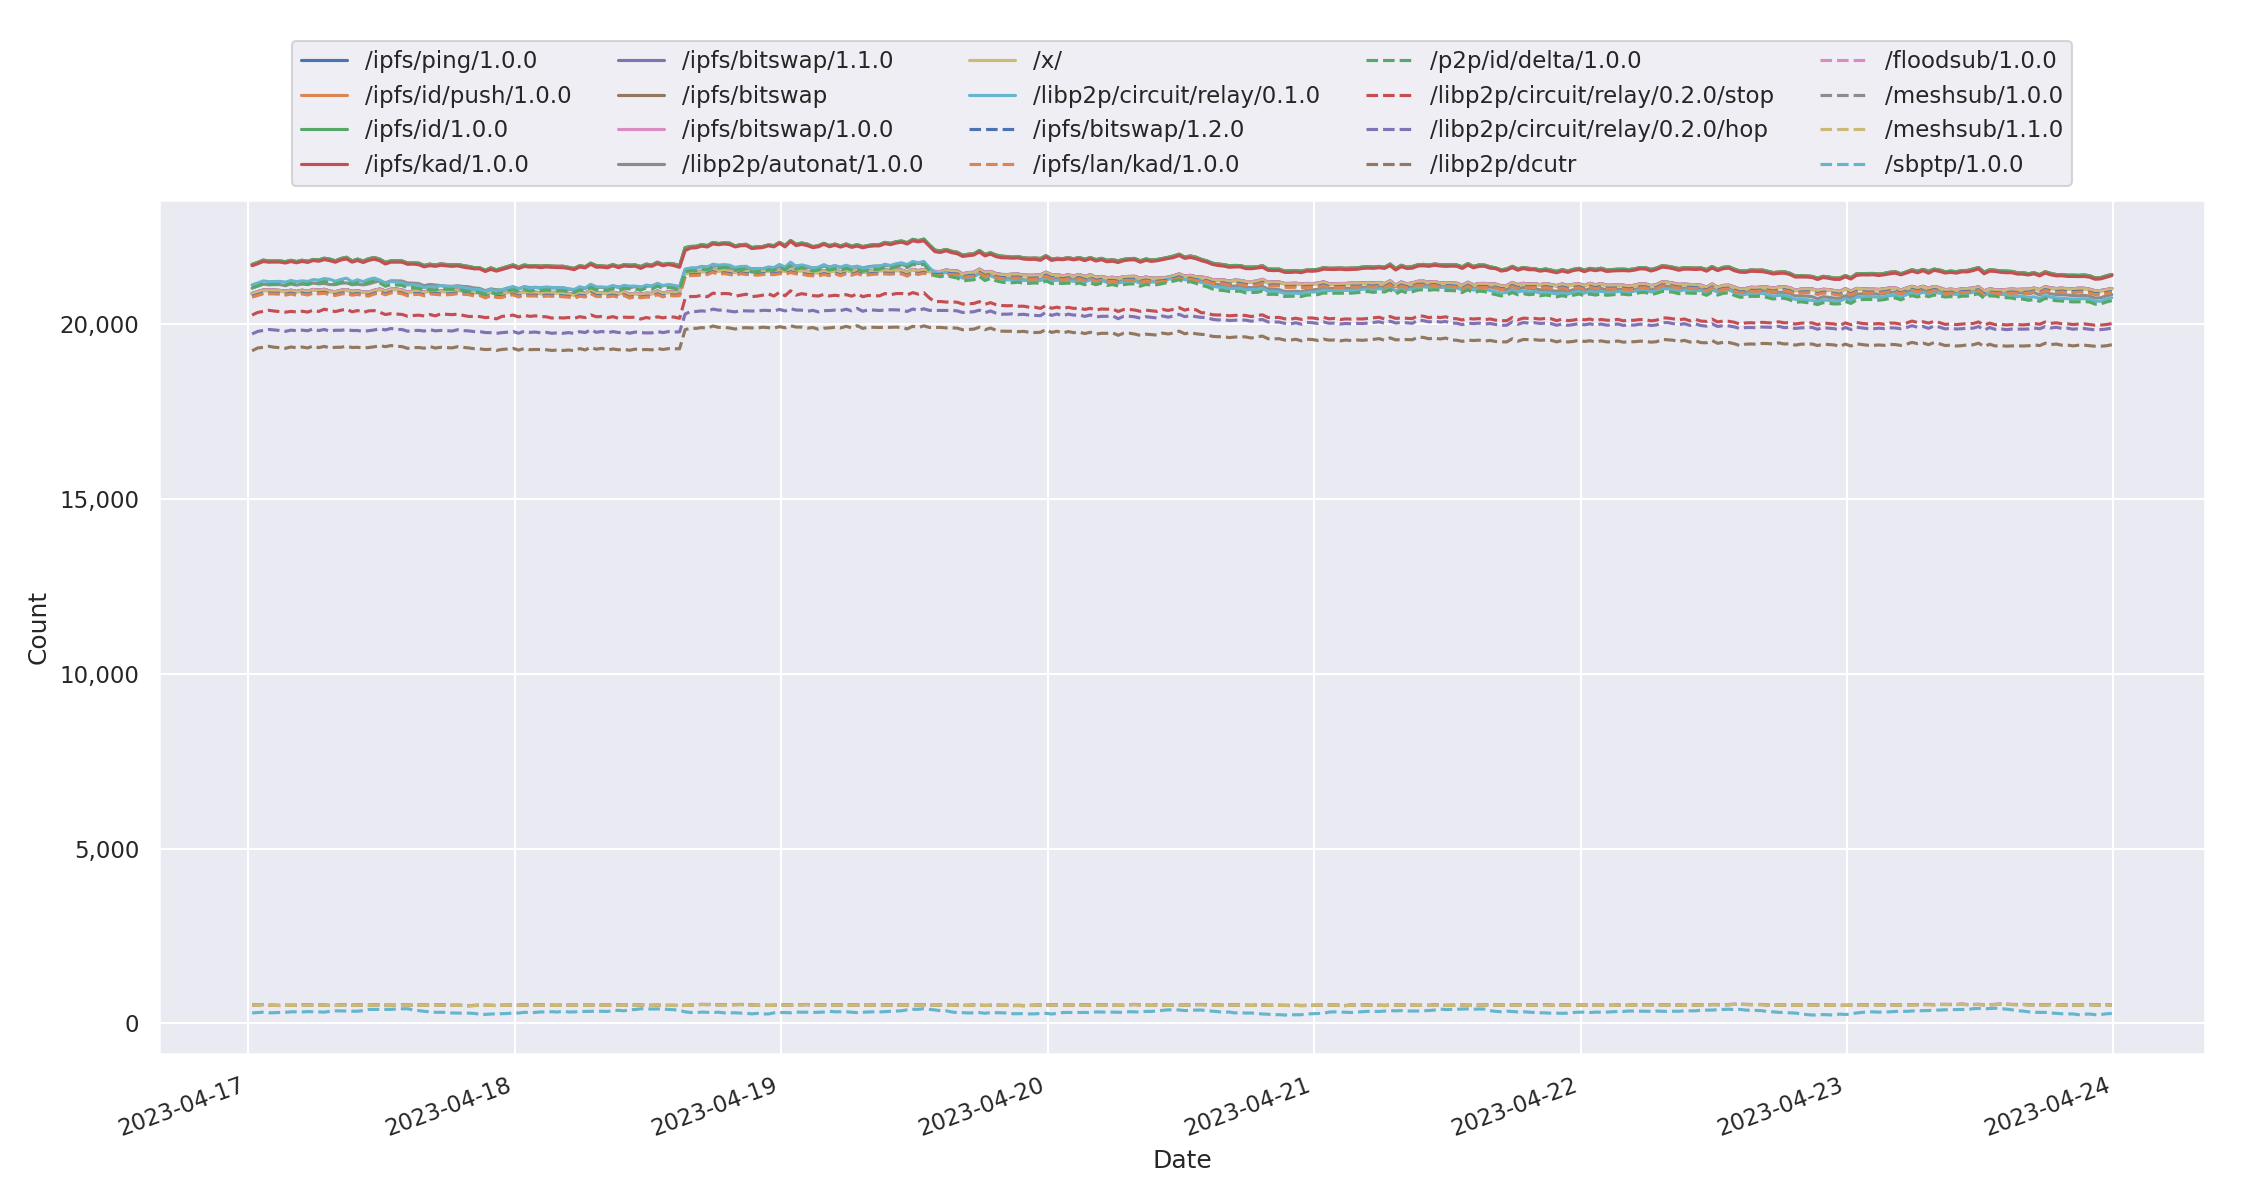 /ipfs/ping/1.0.0
/ipfs/id/push/1.0.0
/ipfs/id/1.0.0
/ipfs/kad/1.0.0
/ipfs/bitswap/1.1.0
/ipfs/bitswap
/ipfs/bitswap/1.0.0
/libp2p/autonat/1.0.0
/x/
/libp2p/circuit/relay/0.1.0
/ipfs/bitswap/1.2.0
/ipfs/lan/kad/1.0.0
/p2p/id/delta/1.0.0
/libp2p/circuit/relay/0.2.0/stop
/libp2p/circuit/relay/0.2.0/hop
/libp2p/dcutr
/floodsub/1.0.0
/meshsub/1.0.0
/meshsub/1.1.0
/sbptp/1.0.0
20,000
15,000
10,000
5,000
0
Count
2023-04-17
2023-04-18
2023-04-19
2023-04-20
2023-04-21
2023-04-22
2023-04-23
2023-04-24
Date